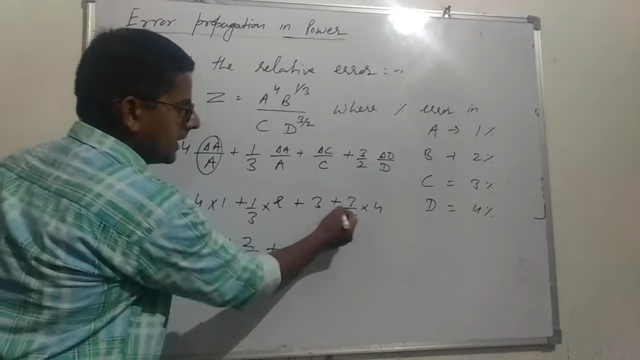 A
Error propagation in Power
the relative error :-
Z = A⁴ B^1/3 / C D^3/2 where % error in
A → 1%
4 ΔA/A + 1/3 ΔA/A + ΔC/C + 3/2 ΔD/D
B → 2%
C = 3%
4 × 1 + 1/3 × 2 + 3 + 3/ × 4
D = 4%
2/ +